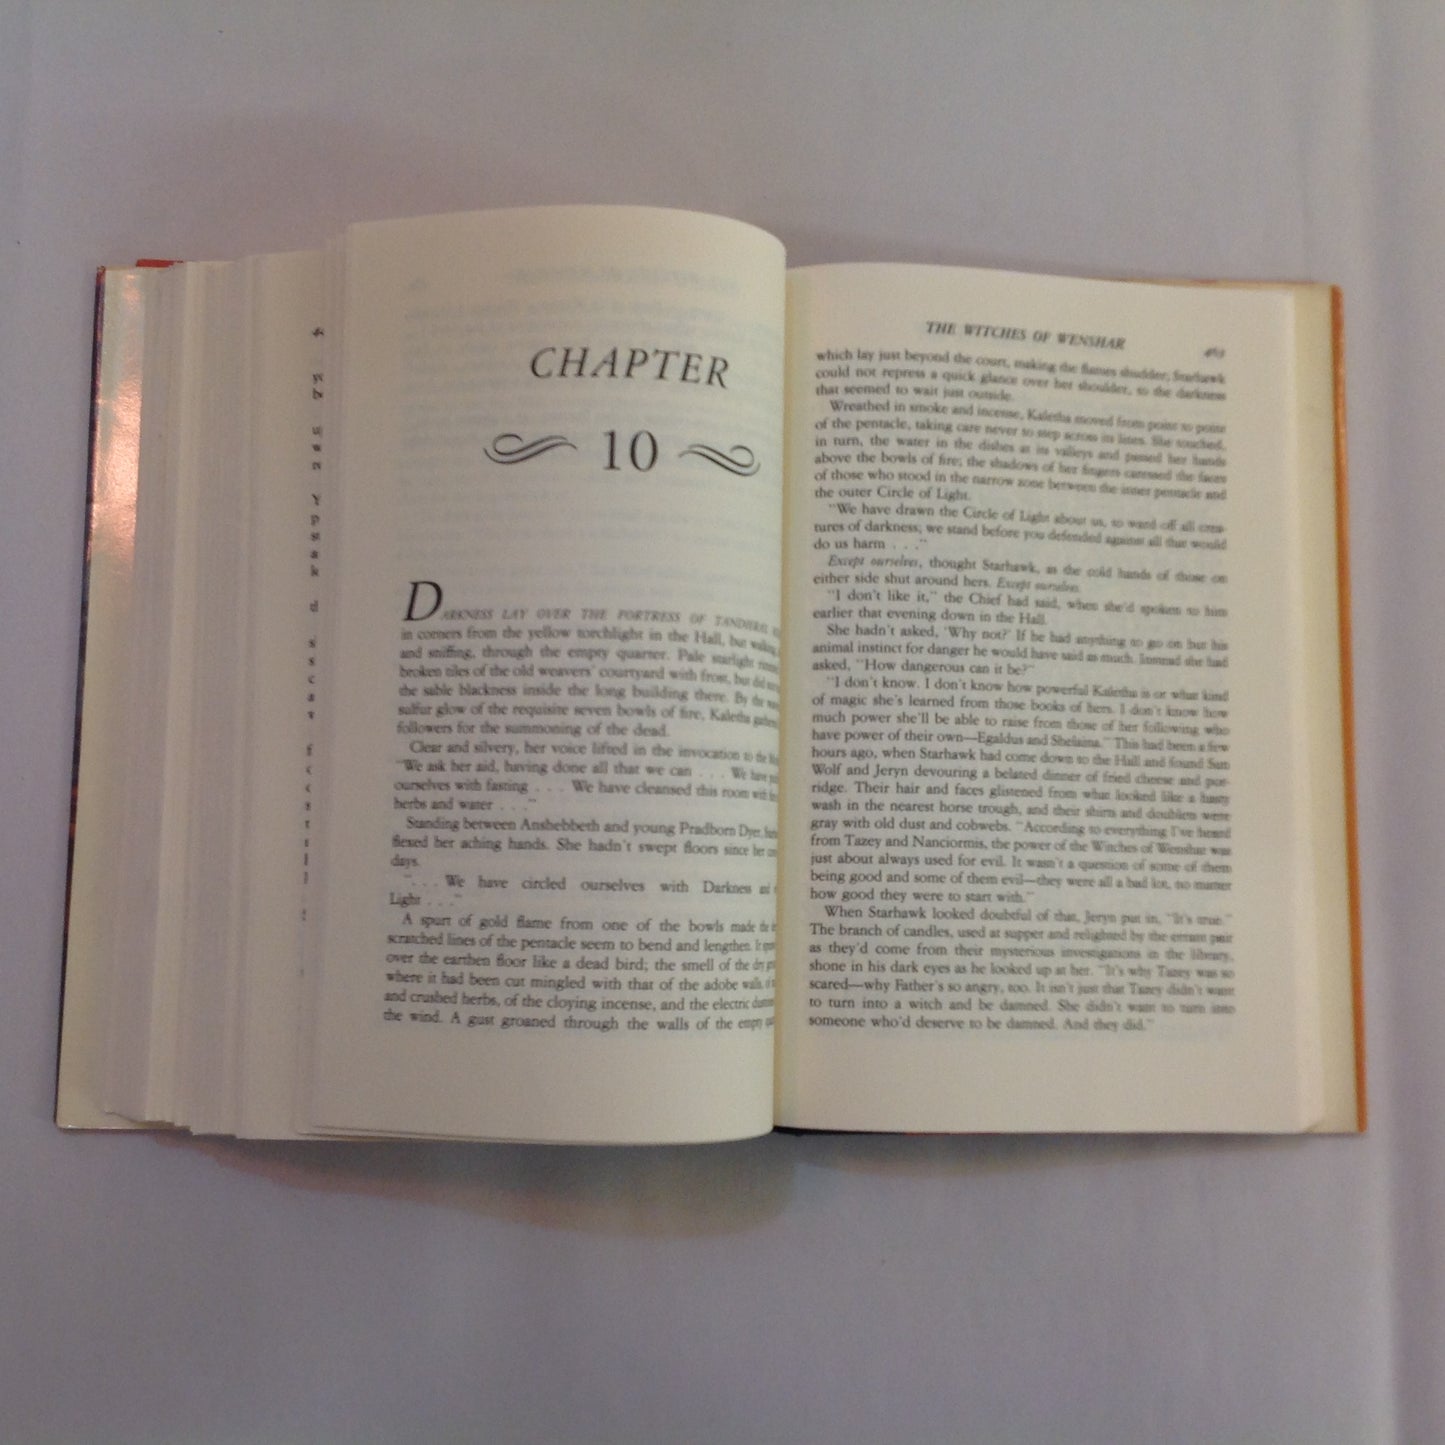 CHAPTER
10
DARKNESS LAY OVER THE FORTRESS OF TANDIERAS
in corners from the yellow torchlight in the Hall, but walking,
and sniffing, through the empty quarter. Pale starlight
broken tiles of the old weavers' courtyard with frost, but did
the sable blackness inside the long building there. By the
sulfur glow of the requisite seven bowls of fire, Kaletha
followers for the summoning of the dead.
Clear and silvery, her voice lifted in the invocation to the
"We ask her aid, having done all that we can . . . We have
ourselves with fasting . . . We have cleansed this room with
herbs and water . . ."
Standing between Anshebbeth and young Pradborn Dyer,
flexed her aching hands. She hadn't swept floors since her
days.
". . . We have circled ourselves with Darkness and
Light . . ."
A spurt of gold flame from one of the bowls made the
scratched lines of the pentacle seem to bend and lengthen. It
over the earthen floor like a dead bird; the smell of the dry
where it had been cut mingled with that of the adobe walls,
and crushed herbs, of the cloying incense, and the electric
the wind. A gust groaned through the walls of the empty
THE WITCHES OF WENSHAR
which lay just beyond the court, making the flames shudder; Starhawk
could not repress a quick glance over her shoulder, to the darkness
that seemed to wait just outside.
Wreathed in smoke and incense, Kaletha moved from point to point
of the pentacle, taking care never to step across its lines. She touched,
in turn, the water in the dishes at its valleys and passed her hands
above the bowls of fire; the shadows of her fingers caressed the faces
of those who stood in the narrow zone between the inner pentacle and
the outer Circle of Light.
"We have drawn the Circle of Light about us, to ward off all crea-
tures of darkness; we stand before you defended against all that would
do us harm . . ."
Except ourselves, thought Starhawk, as the cold hands of those on
either side shut around hers. Except ourselves.
"I don't like it," the Chief had said, when she'd spoken to him
earlier that evening down in the Hall.
She hadn't asked, 'Why not?' If he had anything to go on but his
animal instinct for danger he would have said as much. Instead she had
asked, "How dangerous can it be?"
"I don't know. I don't know how powerful Kaletha is or what kind
of magic she's learned from those books of hers. I don't know how
much power she'll be able to raise from those of her following who
have power of their own—Egaldus and Shelaina." This had been a few
hours ago, when Starhawk had come down to the Hall and found Sun
Wolf and Jeryn devouring a belated dinner of fried cheese and por-
ridge. Their hair and faces glistened from what looked like a hasty
wash in the nearest horse trough, and their shirts and doublets were
gray with old dust and cobwebs. "According to everything I've heard
from Tazey and Nanciormis, the power of the Witches of Wenshar was
just about always used for evil. It wasn't a question of some of them
being good and some of them evil—they were all a bad lot, no matter
how good they were to start with."
When Starhawk looked doubtful of that, Jeryn put in, "It's true."
The branch of candles, used at supper and relighted by the errant pair
as they'd come from their mysterious investigations in the library,
shone in his dark eyes as he looked up at her. "It's why Tazey was so
scared—why Father's so angry, too. It isn't just that Tazey didn't want
to turn into a witch and be damned. She didn't want to turn into
someone who'd deserve to be damned. And they did."